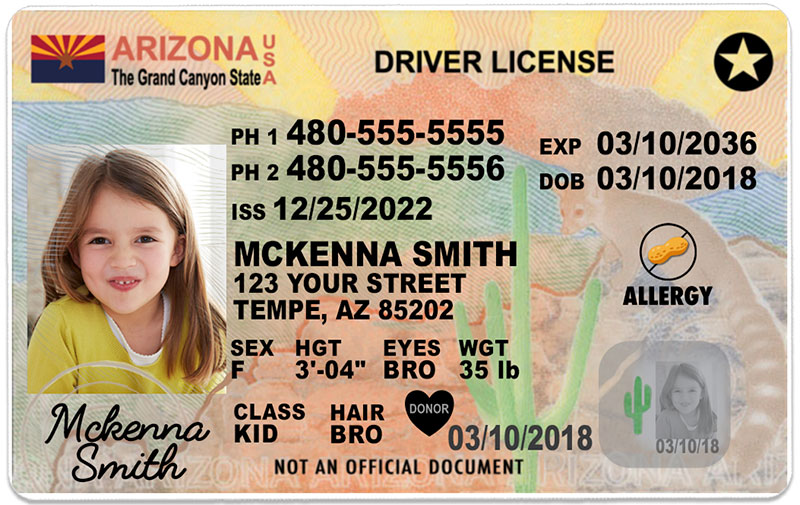 ARIZONA USA
The Grand Canyon State
DRIVER LICENSE
PH 1 480-555-5555
PH 2 480-555-5556
EXP 03/10/2036
DOB 03/10/2018
ISS 12/25/2022
MCKENNA SMITH
123 YOUR STREET
TEMPE, AZ 85202
ALLERGY
SEX HGT EYES WGT
F 3'-04" BRO 35 lb
CLASS HAIR DONOR
KID BRO 03/10/2018
Mckenna
Smith
03/10/18
NOT AN OFFICIAL DOCUMENT
ARIZONA ARIZONA ARIZONA